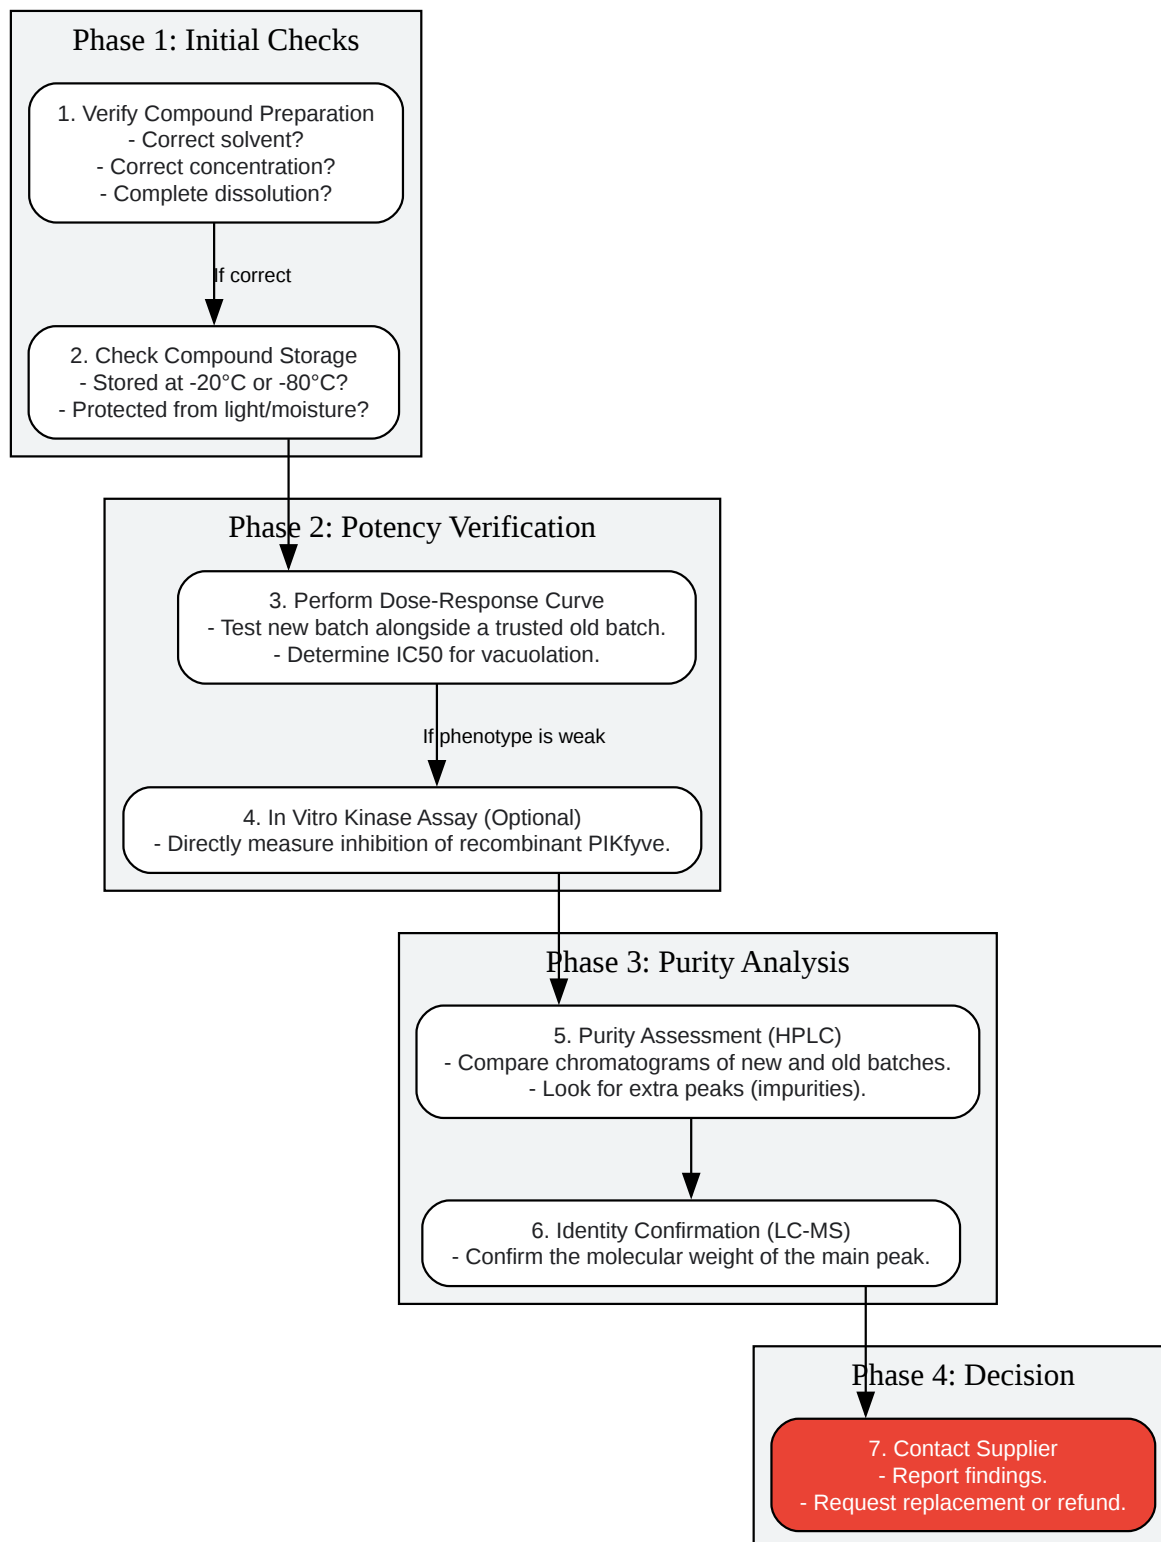 Phase 1: Initial Checks
1. Verify Compound Preparation
- Correct solvent?
- Correct concentration?
- Complete dissolution?
If correct
2. Check Compound Storage
- Stored at -20°C or -80°C?
- Protected from light/moisture?
Phase 2: Potency Verification
3. Perform Dose-Response Curve
- Test new batch alongside a trusted old batch.
- Determine IC50 for vacuolation.
If phenotype is weak
4. In Vitro Kinase Assay (Optional)
- Directly measure inhibition of recombinant PIKfyve.
Phase 3: Purity Analysis
5. Purity Assessment (HPLC)
- Compare chromatograms of new and old batches.
- Look for extra peaks (impurities).
6. Identity Confirmation (LC-MS)
- Confirm the molecular weight of the main peak.
Phase 4: Decision
7. Contact Supplier
- Report findings.
- Request replacement or refund.